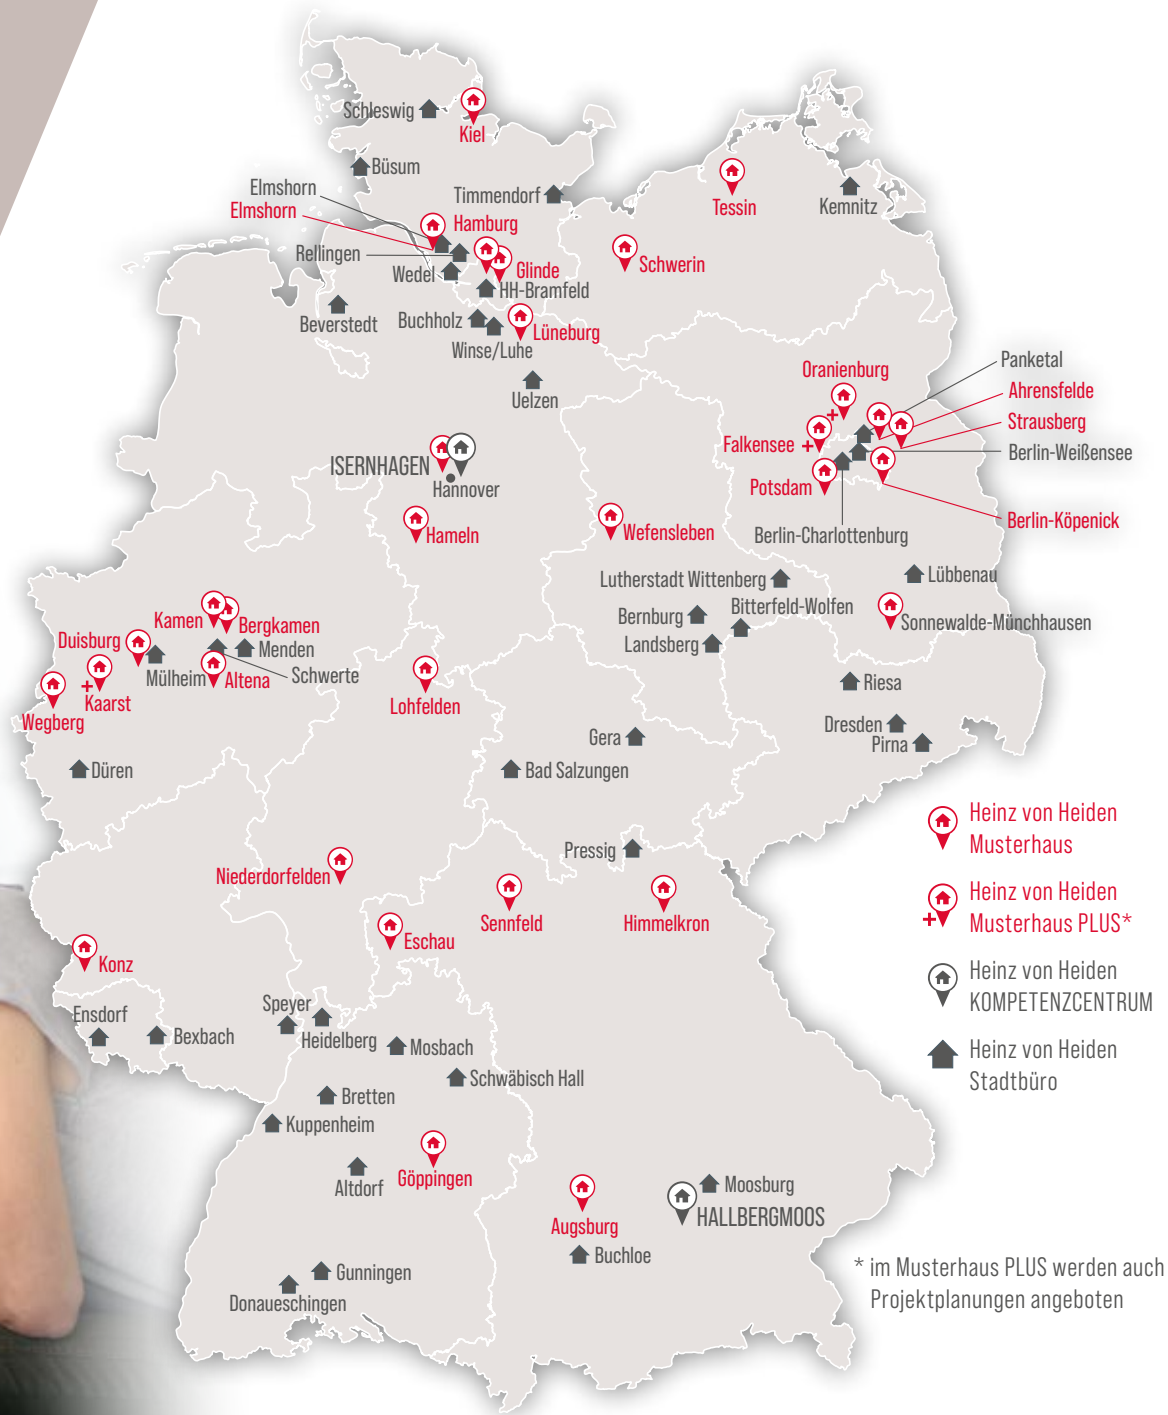 Schleswig
Kiel
Büsum
Elmshorn
Elmshorn
Timmendorf
Hamburg
Tessin
Kemnitz
Rellingen
Wedel
Glinde
HH-Bramfeld
Schwerin
Beverstedt
Buchholz
Winse/Luhe
Lüneburg
Uelzen
Oranienburg
Panketal
Ahrensfelde
Strausberg
Berlin-Weißensee
Falkensee
Potsdam
ISERNHAGEN
Hannover
Hameln
Wefensleben
Berlin-Charlottenburg
Berlin-Köpenick
Lutherstadt Wittenberg
Lübbenau
Bitterfeld-Wolfen
Bernburg
Landsberg
Sonnewalde-Münchhausen
Kamen
Bergkamen
Duisburg
Mülheim
Menden
Schwerte
Altena
Kaarst
Wegberg
Lohfelden
Riesa
Dresden
Pirna
Gera
Düren
Bad Salzungen
Pressig
Niederdorfelden
Sennfeld
Himmelkron
Eschau
Konz
Ensdorf
Bexbach
Speyer
Heidelberg
Mosbach
Schwäbisch Hall
Bretten
Kuppenheim
Altdorf
Göppingen
Augsburg
Moosburg
HALLBERGMOOS
Buchloe
Gunningen
Donaueschingen
Heinz von Heiden
Musterhaus
Heinz von Heiden
Musterhaus PLUS*
Heinz von Heiden
KOMPETENZCENTRUM
Heinz von Heiden
Stadtbüro
* im Musterhaus PLUS werden auch
Projektplanungen angeboten